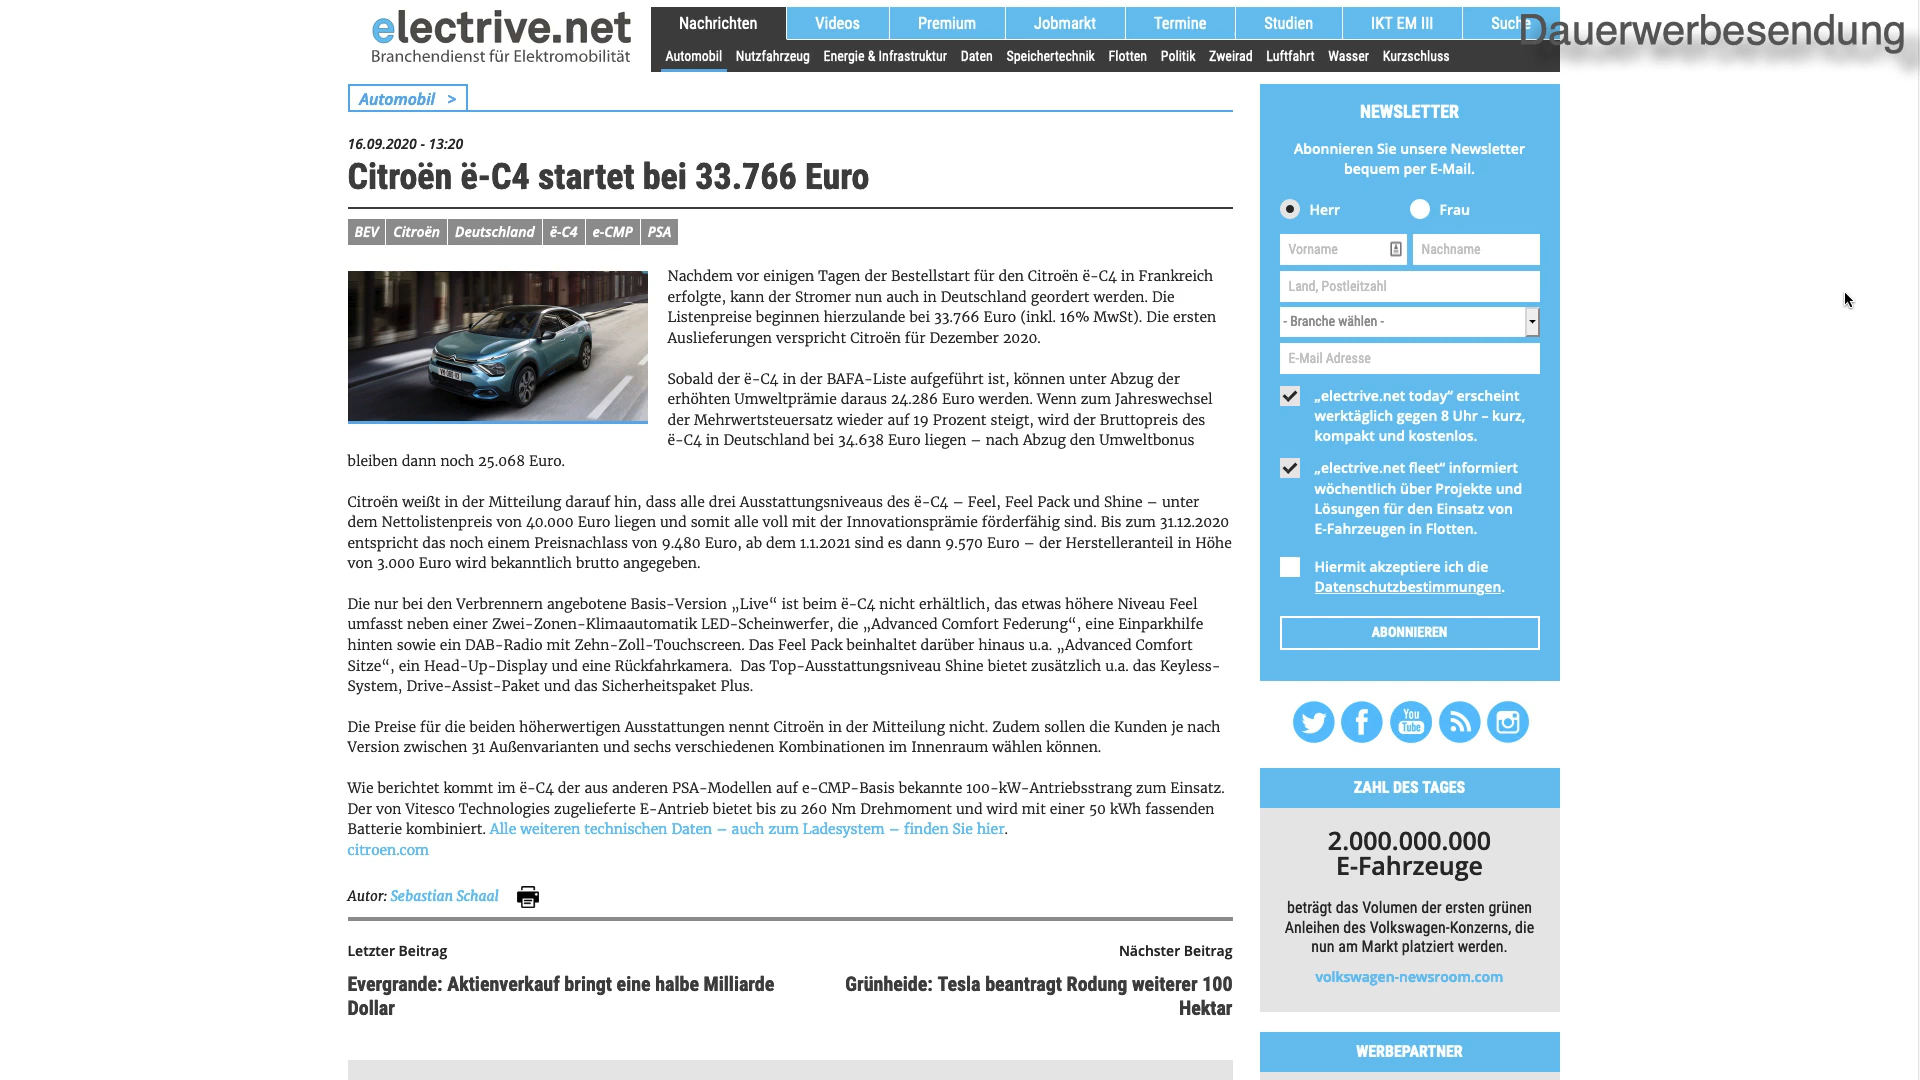 electrive.net
Branchendienst für Elektromobilität
Nachrichten Videos Premium Jobmarkt Termine Studien IKT EM III Suche
Dauerwerbesendung
Automobil Nutzfahrzeug Energie & Infrastruktur Daten Speichertechnik Flotten Politik Zweirad Luftfahrt Wasser Kurzschluss
Automobil >
16.09.2020 - 13:20
Citroën ë-C4 startet bei 33.766 Euro
BEV Citroën Deutschland ë-C4 e-CMP PSA
Nachdem vor einigen Tagen der Bestellstart für den Citroën ë-C4 in Frankreich
erfolgte, kann der Stromer nun auch in Deutschland geordert werden. Die
Listenpreise beginnen hierzulande bei 33.766 Euro (inkl. 16% MwSt). Die ersten
Auslieferungen verspricht Citroën für Dezember 2020.
Sobald der ë-C4 in der BAFA-Liste aufgeführt ist, können unter Abzug der
erhöhten Umweltprämie daraus 24.286 Euro werden. Wenn zum Jahreswechsel
der Mehrwertsteuersatz wieder auf 19 Prozent steigt, wird der Bruttopreis des
ë-C4 in Deutschland bei 34.638 Euro liegen – nach Abzug den Umweltbonus
bleiben dann noch 25.068 Euro.
Citroën weißt in der Mitteilung darauf hin, dass alle drei Ausstattungsniveaus des ë-C4 – Feel, Feel Pack und Shine – unter
dem Nettolistenpreis von 40.000 Euro liegen und somit alle voll mit der Innovationsprämie förderfähig sind. Bis zum 31.12.2020
entspricht das noch einem Preisnachlass von 9.480 Euro, ab dem 1.1.2021 sind es dann 9.570 Euro – der Herstelleranteil in Höhe
von 3.000 Euro wird bekanntlich brutto angegeben.
Die nur bei den Verbrennern angebotene Basis-Version „Live“ ist beim ë-C4 nicht erhältlich, das etwas höhere Niveau Feel
umfasst neben einer Zwei-Zonen-Klimaautomatik LED-Scheinwerfer, die „Advanced Comfort Federung“, eine Einparkhilfe
hinten sowie ein DAB-Radio mit Zehn-Zoll-Touchscreen. Das Feel Pack beinhaltet darüber hinaus u.a. „Advanced Comfort
Sitze“, ein Head-Up-Display und eine Rückfahrkamera. Das Top-Ausstattungsniveau Shine bietet zusätzlich u.a. das Keyless-
System, Drive-Assist-Paket und das Sicherheitspaket Plus.
Die Preise für die beiden höherwertigen Ausstattungen nennt Citroën in der Mitteilung nicht. Zudem sollen die Kunden je nach
Version zwischen 31 Außenvarianten und sechs verschiedenen Kombinationen im Innenraum wählen können.
Wie berichtet kommt im ë-C4 der aus anderen PSA-Modellen auf e-CMP-Basis bekannte 100-kW-Antriebsstrang zum Einsatz.
Der von Vitesco Technologies zugelieferte E-Antrieb bietet bis zu 260 Nm Drehmoment und wird mit einer 50 kWh fassenden
Batterie kombiniert. Alle weiteren technischen Daten – auch zum Ladesystem – finden Sie hier.
citroen.com
Autor: Sebastian Schaal
Letzter Beitrag
Evergrande: Aktienverkauf bringt eine halbe Milliarde
Dollar
Nächster Beitrag
Grünheide: Tesla beantragt Rodung weiterer 100
Hektar
NEWSLETTER
Abonnieren Sie unsere Newsletter
bequem per E-Mail.
Herr Frau
Vorname Nachname
Land, Postleitzahl
- Branche wählen -
E-Mail Adresse
„electrive.net today“ erscheint
werktäglich gegen 8 Uhr – kurz,
kompakt und kostenlos.
„electrive.net fleet“ informiert
wöchentlich über Projekte und
Lösungen für den Einsatz von
E-Fahrzeugen in Flotten.
Hiermit akzeptiere ich die
Datenschutzbestimmungen.
ABONNIEREN
You
Tube
ZAHL DES TAGES
2.000.000.000
E-Fahrzeuge
beträgt das Volumen der ersten grünen
Anleihen des Volkswagen-Konzerns, die
nun am Markt platziert werden.
volkswagen-newsroom.com
WERBEPARTNER